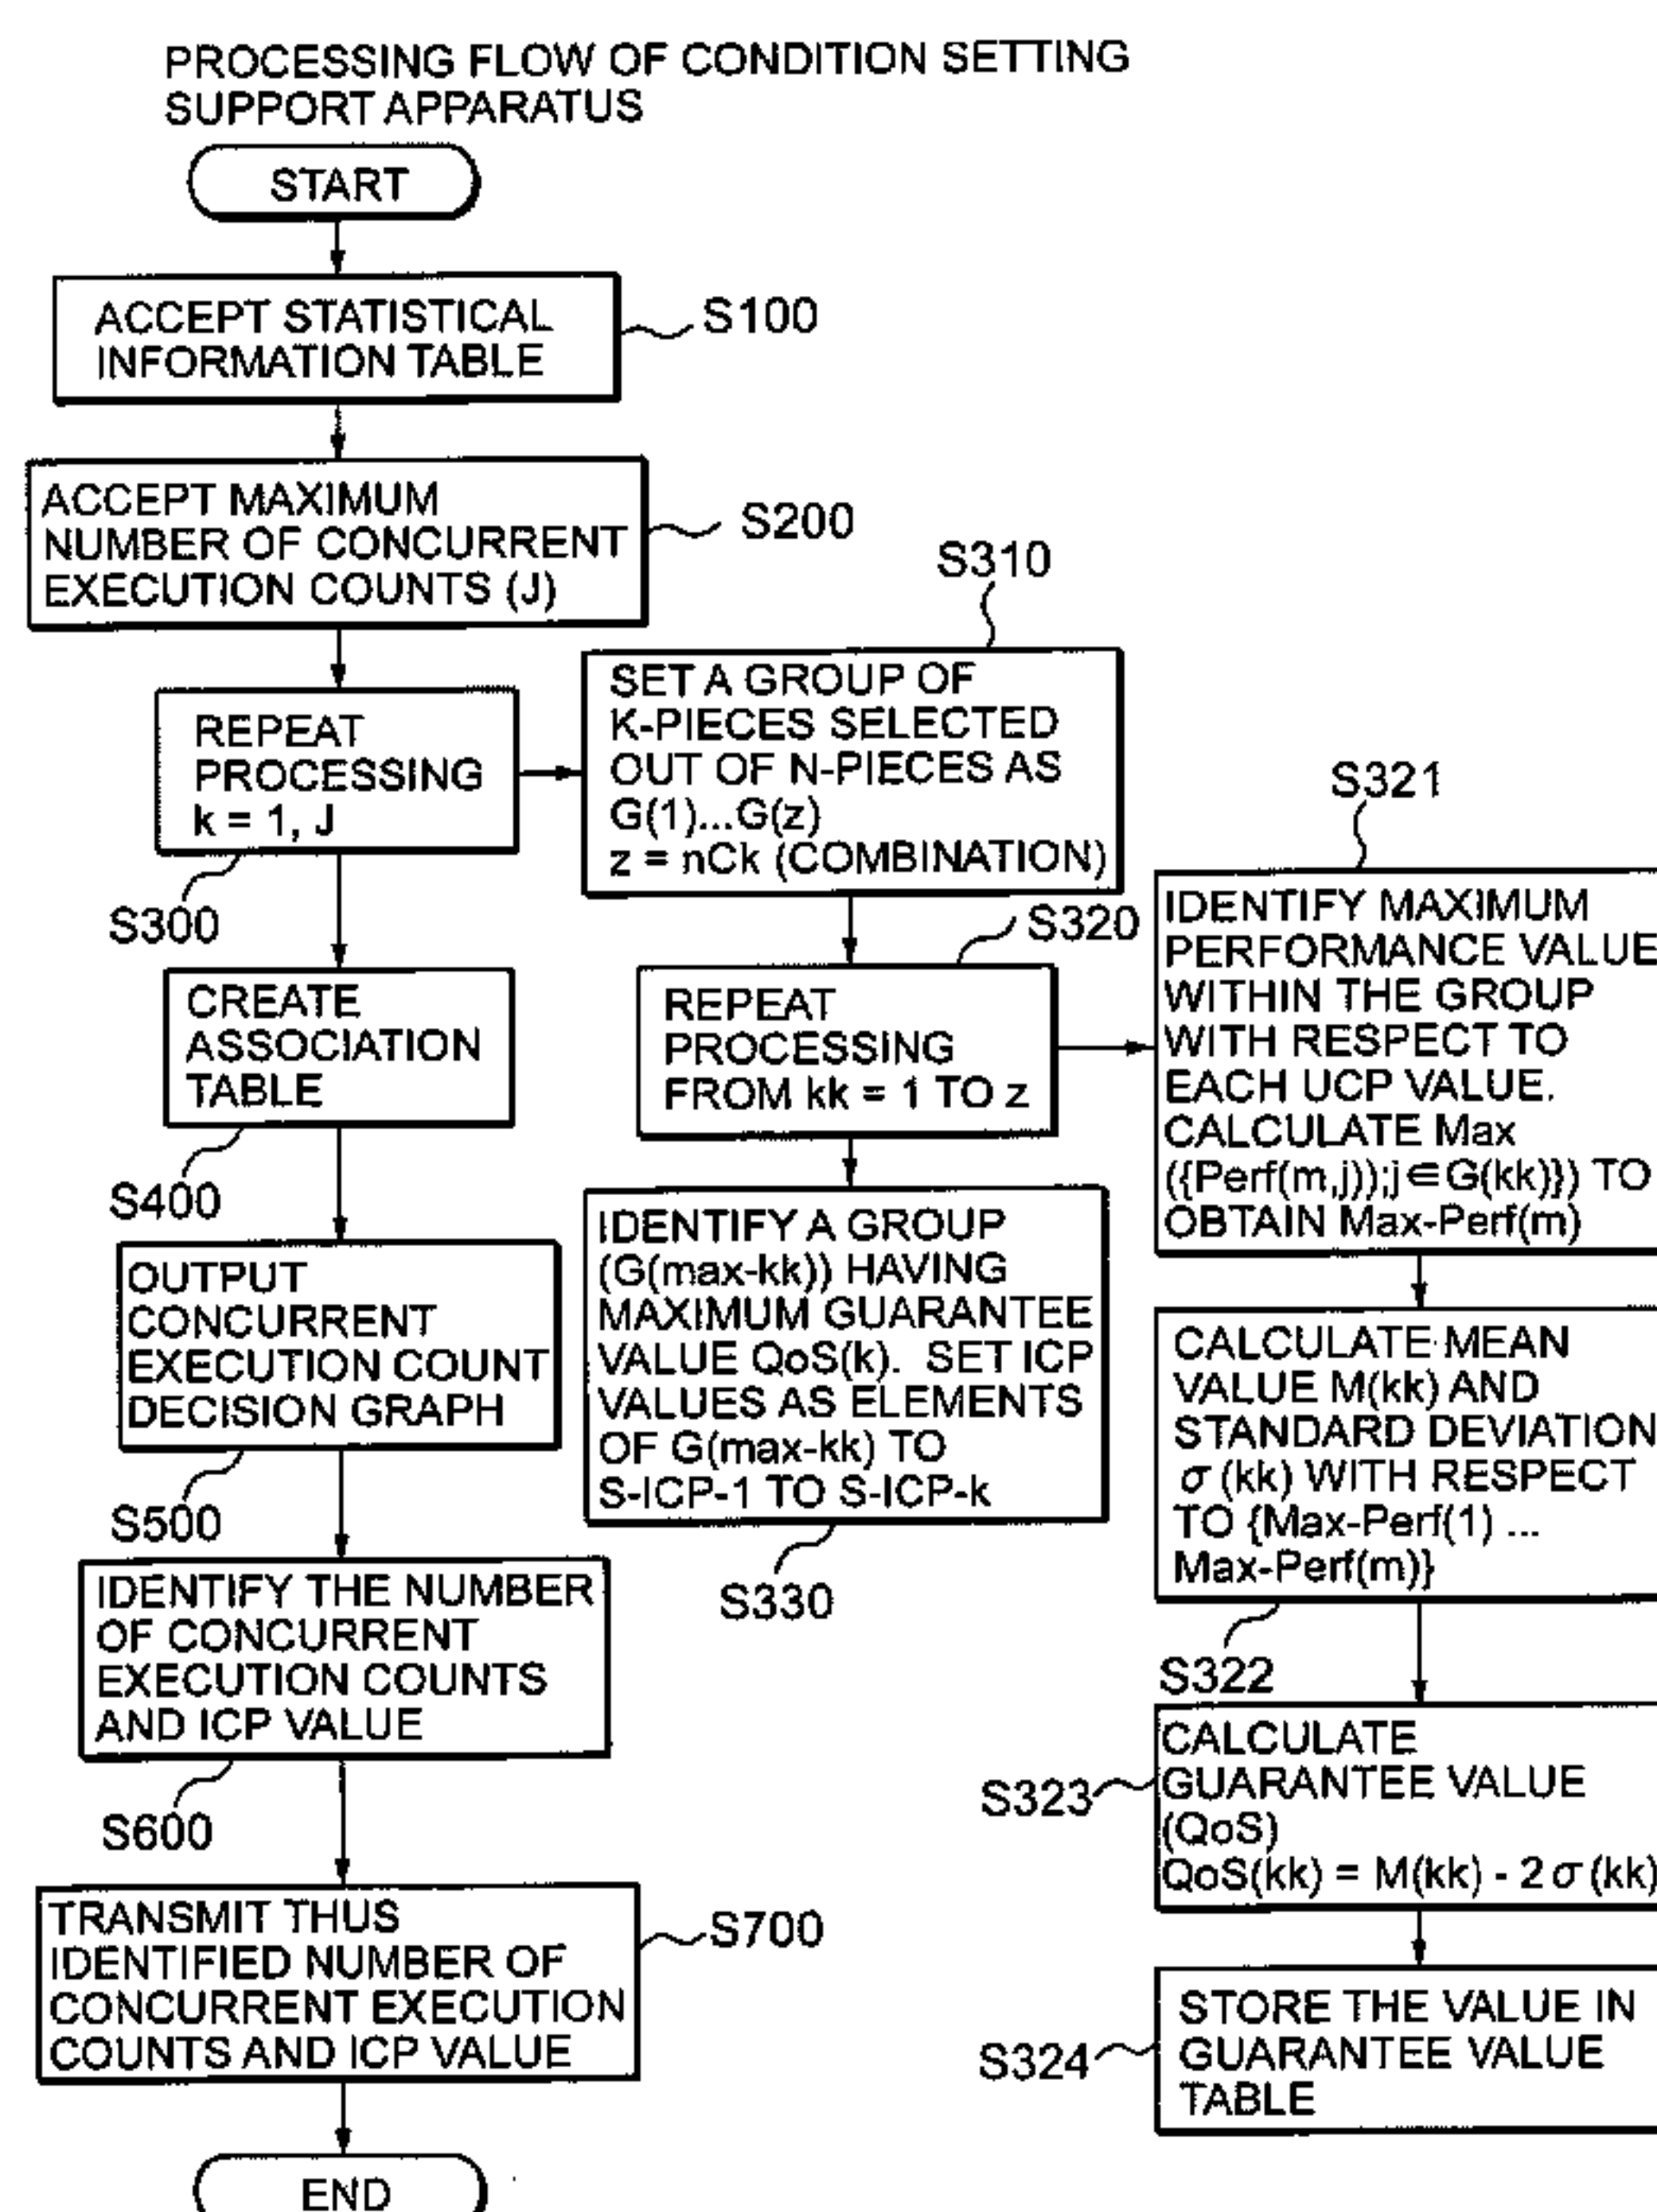 PROCESSING FLOW OF CONDITION SETTING
SUPPORT APPARATUS
START
ACCEPT STATISTICAL
INFORMATION TABLE
S100
ACCEPT MAXIMUM
NUMBER OF CONCURRENT
EXECUTION COUNTS (J)
S200
REPEAT
PROCESSING
k = 1, J
S300
CREATE
ASSOCIATION
TABLE
S400
OUTPUT
CONCURRENT
EXECUTION COUNT
DECISION GRAPH
S500
IDENTIFY THE NUMBER
OF CONCURRENT
EXECUTION COUNTS
AND ICP VALUE
S600
TRANSMIT THUS
IDENTIFIED NUMBER OF
CONCURRENT EXECUTION
COUNTS AND ICP VALUE
S700
END
S310
SET A GROUP OF
K-PIECES SELECTED
OUT OF N-PIECES AS
G(1)...G(z)
z = nCk (COMBINATION)
S320
REPEAT
PROCESSING
FROM kk = 1 TO z
IDENTIFY A GROUP
(G(max-kk)) HAVING
MAXIMUM GUARANTEE
VALUE QoS(k). SET ICP
VALUES AS ELEMENTS
OF G(max-kk) TO
S-ICP-1 TO S-ICP-k
S330
S321
IDENTIFY MAXIMUM
PERFORMANCE VALUE
WITHIN THE GROUP
WITH RESPECT TO
EACH UCP VALUE.
CALCULATE Max
({Perf(m,j));j∈G(kk)}) TO
OBTAIN Max-Perf(m)
CALCULATE MEAN
VALUE M(kk) AND
STANDARD DEVIATION
σ(kk) WITH RESPECT
TO {Max-Perf(1) ...
Max-Perf(m)}
S322
CALCULATE
GUARANTEE VALUE
(QoS)
QoS(kk) = M(kk) - 2σ(kk)
S323
STORE THE VALUE IN
GUARANTEE VALUE
TABLE
S324